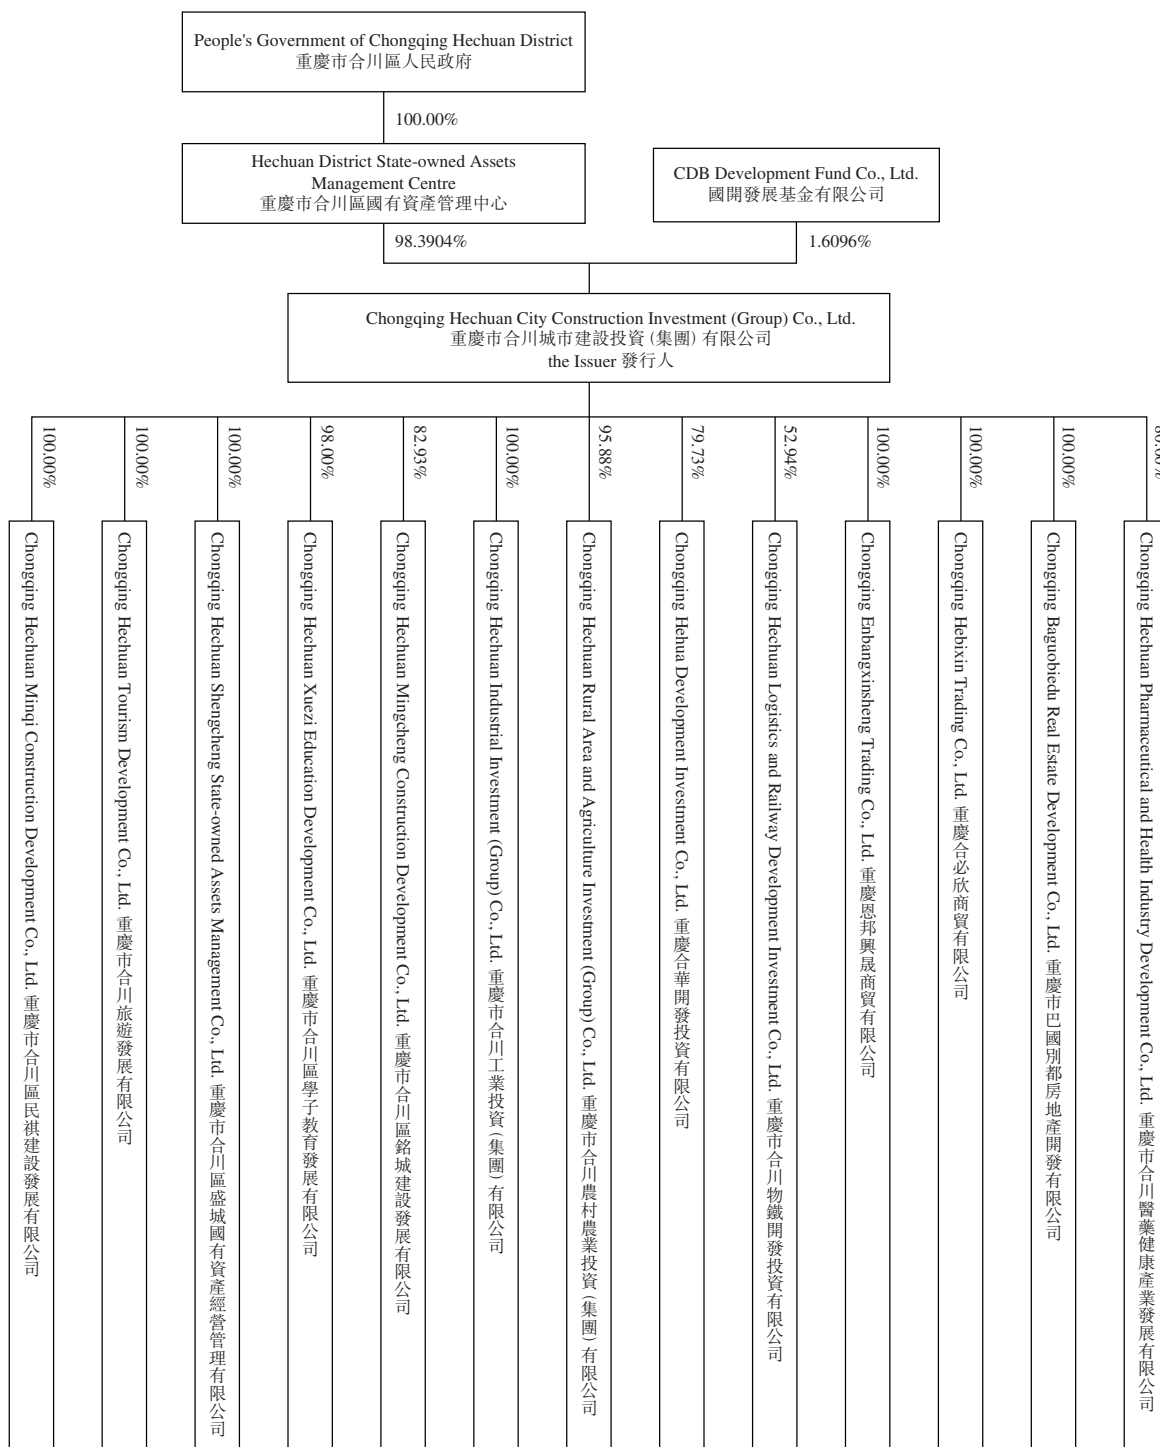 People's Government of Chongqing Hechuan District
重慶市合川區人民政府
100.00%
Hechuan District State-owned Assets
Management Centre
重慶市合川區國有資產管理中心
CDB Development Fund Co., Ltd.
國開發展基金有限公司
98.3904%
1.6096%
Chongqing Hechuan City Construction Investment (Group) Co., Ltd.
重慶市合川城市建設投資 (集團) 有限公司
the Issuer 發行人
100.00%
Chongqing Hechuan Minqi Construction Development Co., Ltd. 重慶市合川區民祺建設發展有限公司
100.00%
Chongqing Hechuan Tourism Development Co., Ltd. 重慶市合川旅遊發展有限公司
100.00%
Chongqing Hechuan Shengcheng State-owned Assets Management Co., Ltd. 重慶市合川區盛城國有資產經營管理有限公司
98.00%
Chongqing Hechuan Xuezi Education Development Co., Ltd. 重慶市合川區學子教育發展有限公司
82.93%
Chongqing Hechuan Mingcheng Construction Development Co., Ltd. 重慶市合川區銘城建設發展有限公司
100.00%
Chongqing Hechuan Industrial Investment (Group) Co., Ltd. 重慶市合川工業投資 (集團) 有限公司
95.88%
Chongqing Hechuan Rural Area and Agriculture Investment (Group) Co., Ltd. 重慶市合川農村農業投資 (集團) 有限公司
79.73%
Chongqing Hehua Development Investment Co., Ltd. 重慶合華開發投資有限公司
52.94%
Chongqing Hechuan Logistics and Railway Development Investment Co., Ltd. 重慶市合川物鐵開發投資有限公司
100.00%
Chongqing Enbangxinsheng Trading Co., Ltd. 重慶恩邦興晟商貿有限公司
100.00%
Chongqing Hebixin Trading Co., Ltd. 重慶合必欣商貿有限公司
100.00%
Chongqing Baguobiedu Real Estate Development Co., Ltd. 重慶市巴國別都房地產開發有限公司
Chongqing Hechuan Pharmaceutical and Health Industry Development Co., Ltd. 重慶市合川醫藥健康產業發展有限公司